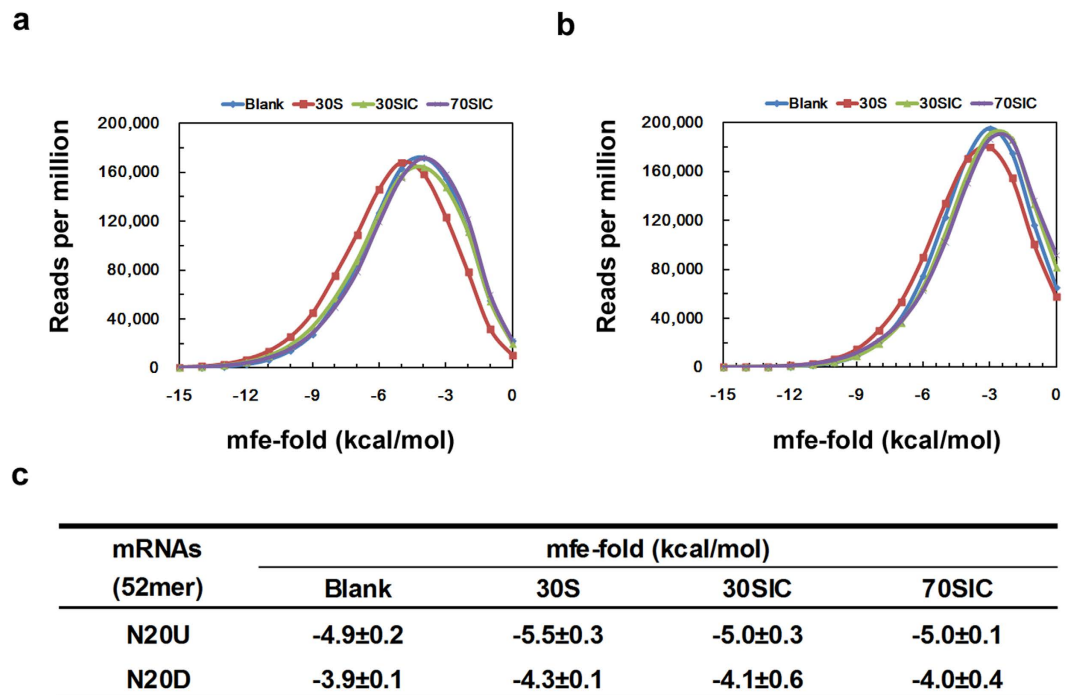 a
b
Blank 30S 30SIC 70SIC
200,000
160,000
120,000
80,000
40,000
0
-15 -12 -9 -6 -3 0
Reads per million
mfe-fold (kcal/mol)
Blank 30S 30SIC 70SIC
200,000
160,000
120,000
80,000
40,000
0
-15 -12 -9 -6 -3 0
Reads per million
mfe-fold (kcal/mol)
c
mRNAs mfe-fold (kcal/mol)
(52mer) Blank 30S 30SIC 70SIC
N20U -4.9±0.2 -5.5±0.3 -5.0±0.3 -5.0±0.1
N20D -3.9±0.1 -4.3±0.1 -4.1±0.6 -4.0±0.4